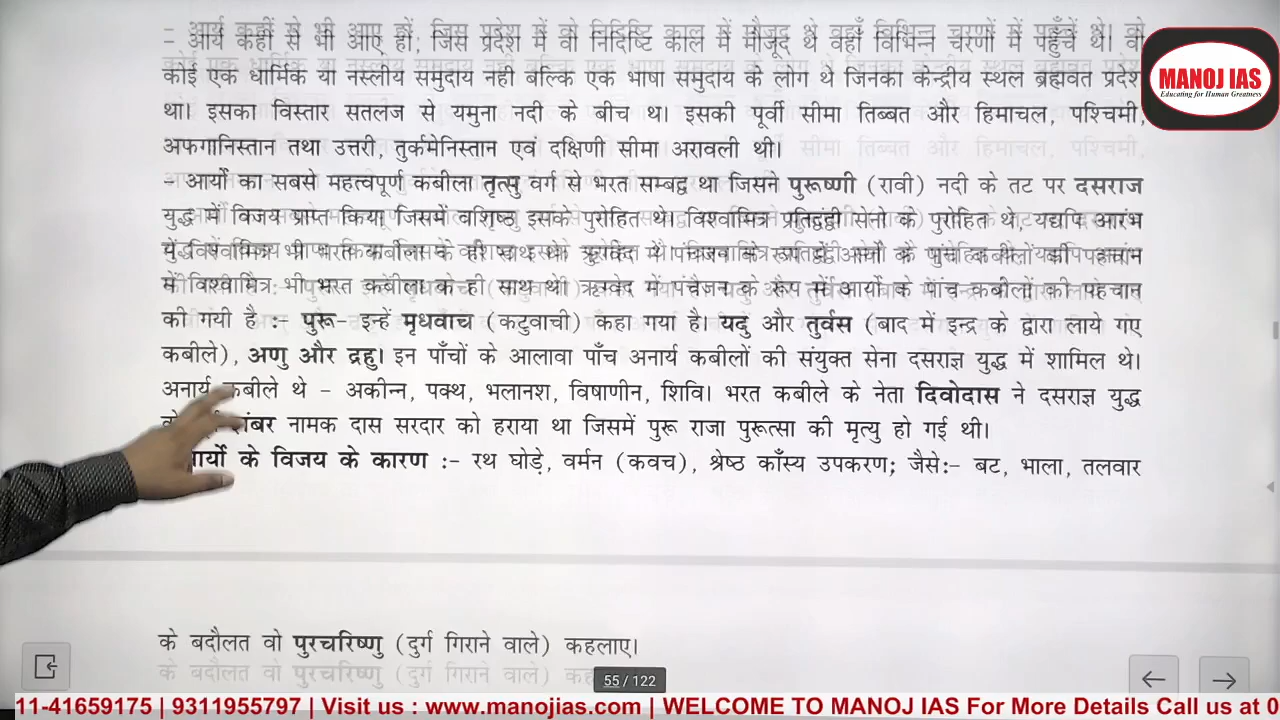 - आर्य कहीं से भी आए हों, जिस प्रदेश में वो निदिष्टि काल में मौजूद थे वहाँ विभिन्न चरणों में पहुँचें थे। वो
कोई एक धार्मिक या नस्लीय समुदाय नही बल्कि एक भाषा समुदाय के लोग थे जिनका केन्द्रीय स्थल ब्रह्मवत प्रदेश
था। इसका विस्तार सतलज से यमुना नदी के बीच थ। इसकी पूर्वी सीमा तिब्बत और हिमाचल, पश्चिमी,
अफगानिस्तान तथा उत्तरी, तुर्कमेनिस्तान एवं दक्षिणी सीमा अरावली थी।
- आर्यो का सबसे महत्वपूर्ण कबीला तृत्सु वर्ग से भरत सम्बद्व था जिसने पुरूष्णी (रावी) नदी के तट पर दसराज
युद्ध में विजय प्राप्त किया जिसमें वशिष्ठ इसके पुरोहित थे। विश्वामित्र प्रतिद्वंद्वी सेनो के पुरोहित थे, यद्यपि आरंभ
में विश्वामित्र भी भरत कबीला के ही साथ थे। ऋग्वेद में पंचजन के रूप में आर्यो के पांच कबीलों की पहचान
की गयी है :- पुरू- इन्हें मृधवाच (कटुवाची) कहा गया है। यदु और तुर्वस (बाद में इन्द्र के द्वारा लाये गए
कबीले), अणु और द्रहु। इन पाँचों के आलावा पाँच अनार्य कबीलों की संयुक्त सेना दसराज्ञ युद्ध में शामिल थे।
अनार्य कबीले थे - अकीन्न, पक्थ, भलानश, विषाणीन, शिवि। भरत कबीले के नेता दिवोदास ने दसराज्ञ युद्ध
नामक दास सरदार को हराया था जिसमें पुरू राजा पुरूत्सा की मृत्यु हो गई थी।
के विजय के कारण :- रथ घोड़े, वर्मन (कवच), श्रेष्ठ काँस्य उपकरण; जैसेः- बट, भाला, तलवार
के बदौलत वो पुरचरिष्णु (दुर्ग गिराने वाले) कहलाए।
MANOJ IAS
Educating for Human Greatness
55 / 122
11-41659175 | 9311955797 | Visit us : www.manojias.com | WELCOME TO MANOJ IAS For More Details Call us at 0